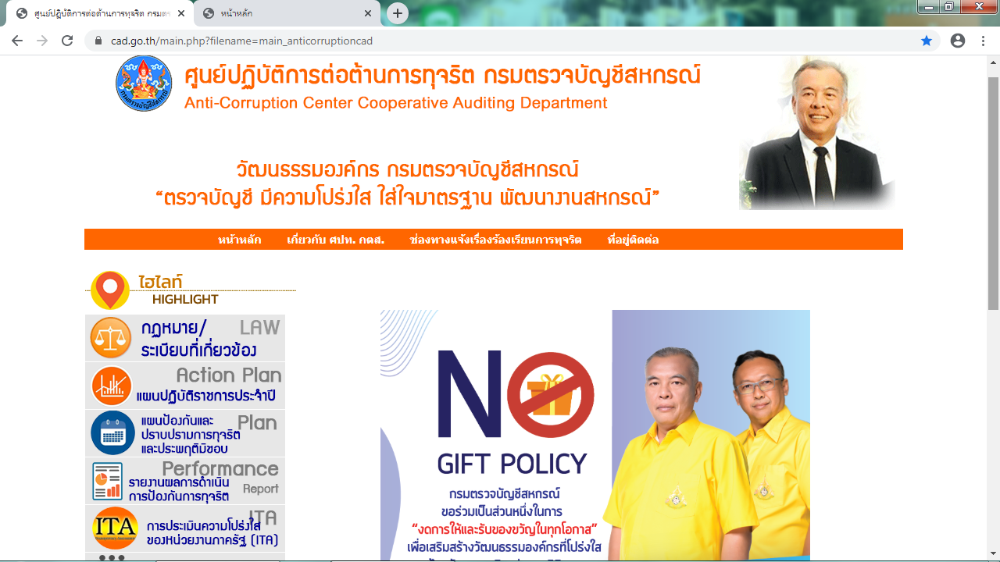 ศูนย์ปฏิบัติการต่อต้านการทุจริต กรมตร
หน้าหลัก
cad.go.th/main.php?filename=main_anticorruptioncad
ศูนย์ปฏิบัติการต่อต้านการทุจริต กรมตรวจบัญชีสหกรณ์
Anti-Corruption Center Cooperative Auditing Department
วัฒนธรรมองค์กร กรมตรวจบัญชีสหกรณ์
“ตรวจบัญชี มีความโปร่งใส ใส่ใจมาตรฐาน พัฒนางานสหกรณ์”
หน้าหลัก เกี่ยวกับ ศปท. กตส. ช่องทางแจ้งเรื่องร้องเรียนการทุจริต ที่อยู่ติดต่อ
ไฮไลท์
HIGHLIGHT
กฎหมาย/ LAW
ระเบียบที่เกี่ยวข้อง
Action Plan
แผนปฏิบัติราชการประจำปี
แผนป้องกันและ Plan
ปราบปรามการทุจริต
และประพฤติมิชอบ
Performance
รายงานผลการดำเนิน Report
การป้องกันการทุจริต
ITA ITA
การประเมินความโปร่งใส
ของหน่วยงานภาครัฐ (ITA)
NO
GIFT POLICY
กรมตรวจบัญชีสหกรณ์
ขอร่วมเป็นส่วนหนึ่งในการ
“งดการให้และรับของขวัญในทุกโอกาส”
เพื่อเสริมสร้างวัฒนธรรมองค์กรที่โปร่งใส